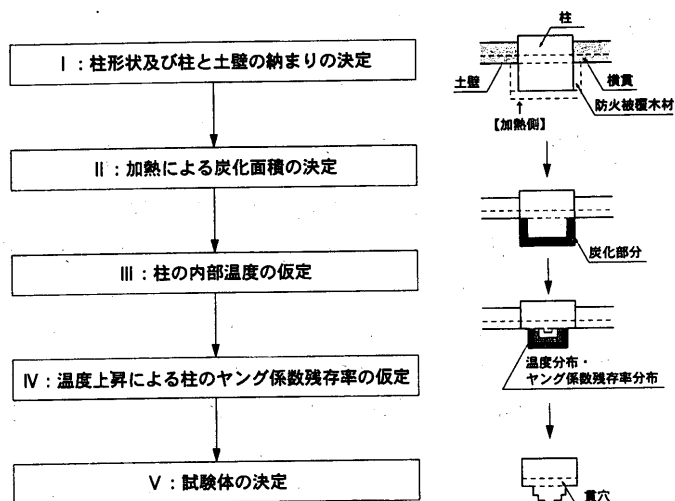 I：柱形状及び柱と土壁の納まりの決定
II：加熱による炭化面積の決定
III：柱の内部温度の仮定
IV：温度上昇による柱のヤング係数残存率の仮定
V：試験体の決定
柱
土壁
横貫
防火被覆木材
【加熱側】
炭化部分
温度分布・
ヤング係数残存率分布
貫穴